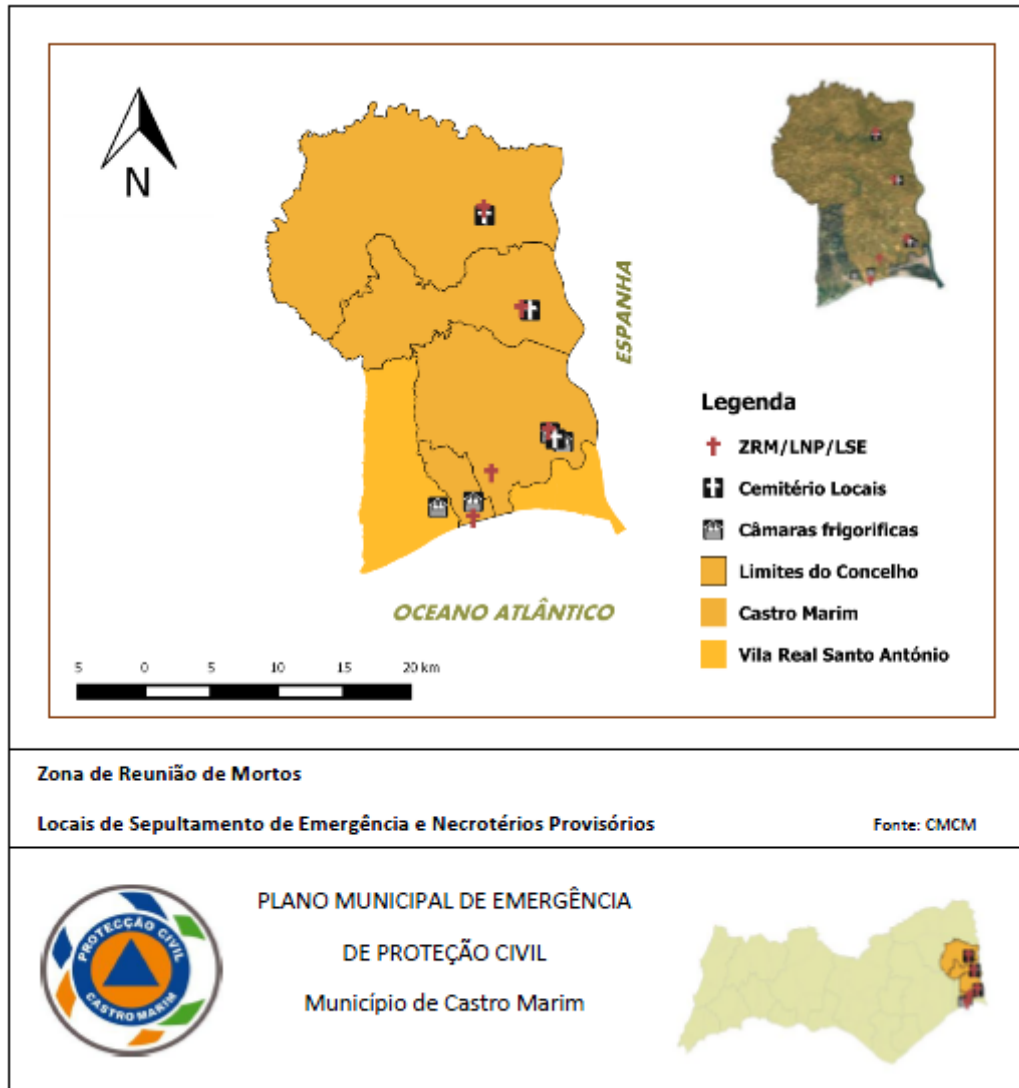 N
ESPANHA
OCEANO ATLÂNTICO
5 0 5 10 15 20 km
Legenda
ZRM/LNP/LSE
Cemitério Locais
Câmaras frigorificas
Limites do Concelho
Castro Marim
Vila Real Santo António
Zona de Reunião de Mortos
Locais de Sepultamento de Emergência e Necrotérios Provisórios
Fonte: CMCM
PROTECÇÃO CIVIL
CASTRO MARIM
PLANO MUNICIPAL DE EMERGÊNCIA
DE PROTEÇÃO CIVIL
Município de Castro Marim